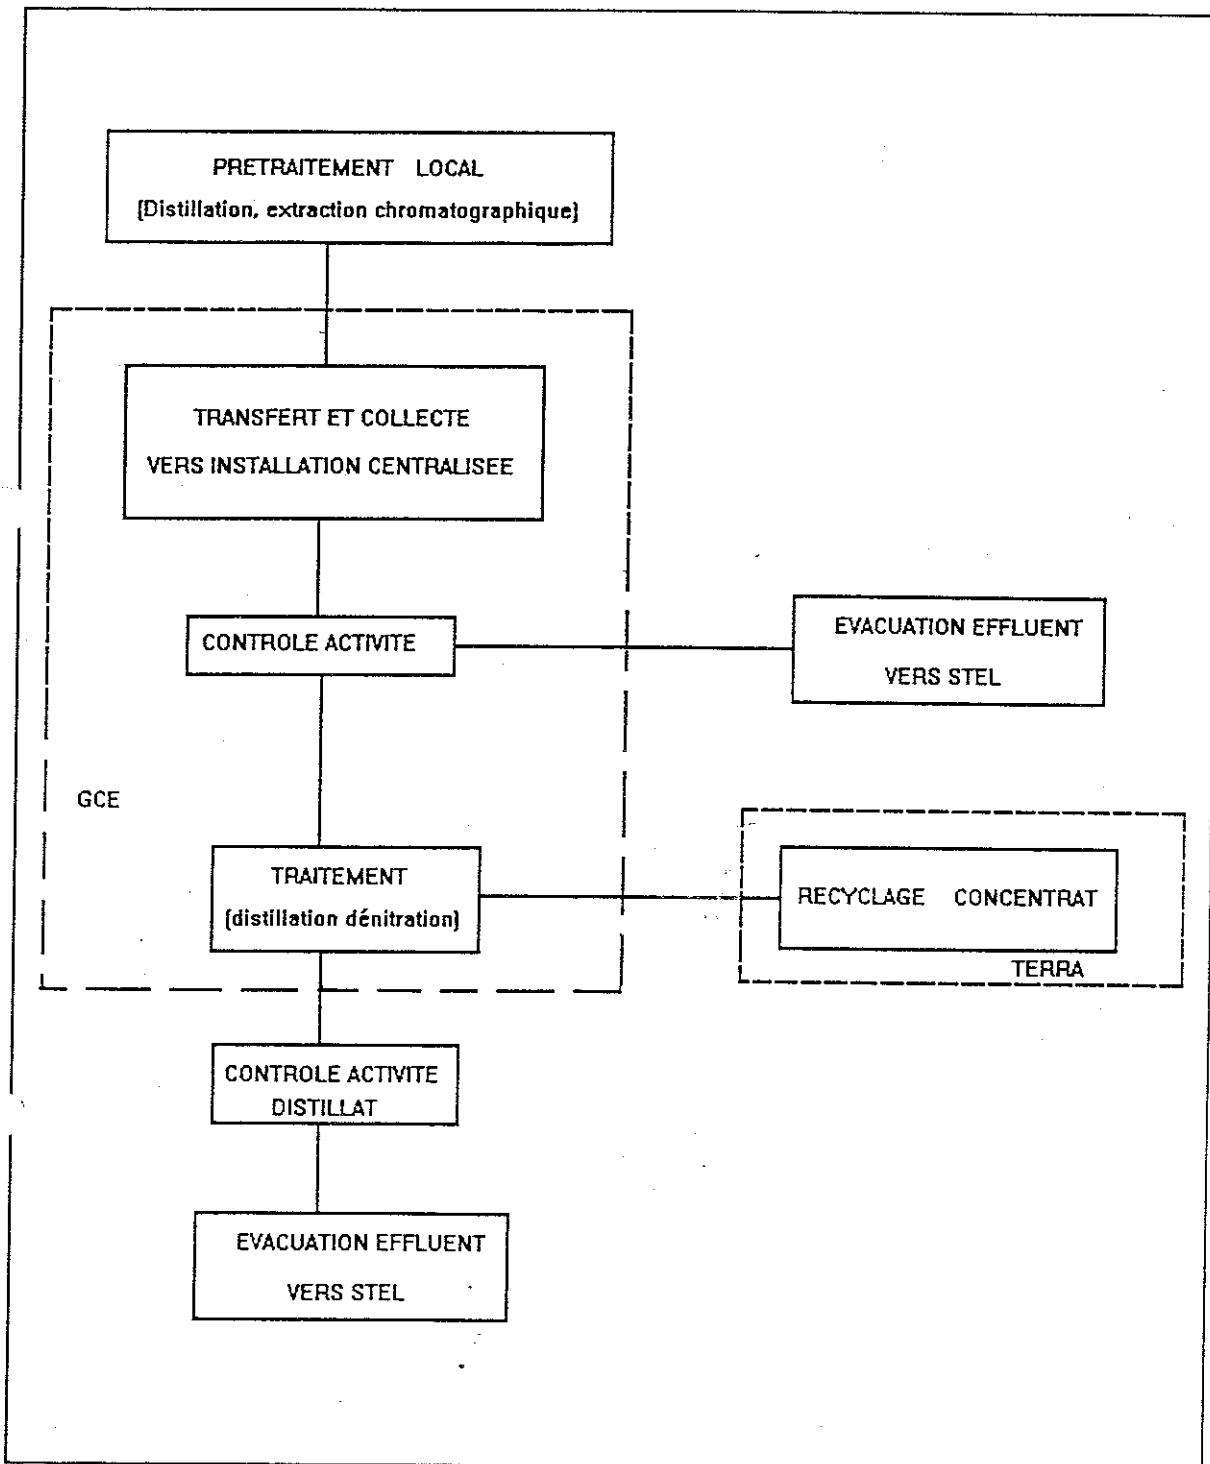 PRETRAITEMENT LOCAL
(Distillation, extraction chromatographique)
TRANSFERT ET COLLECTE
VERS INSTALLATION CENTRALISEE
CONTROLE ACTIVITE
EVACUATION EFFLUENT
VERS STEL
GCE
TRAITEMENT
(distillation dénitration)
RECYCLAGE CONCENTRAT
TERRA
CONTROLE ACTIVITE
DISTILLAT
EVACUATION EFFLUENT
VERS STEL